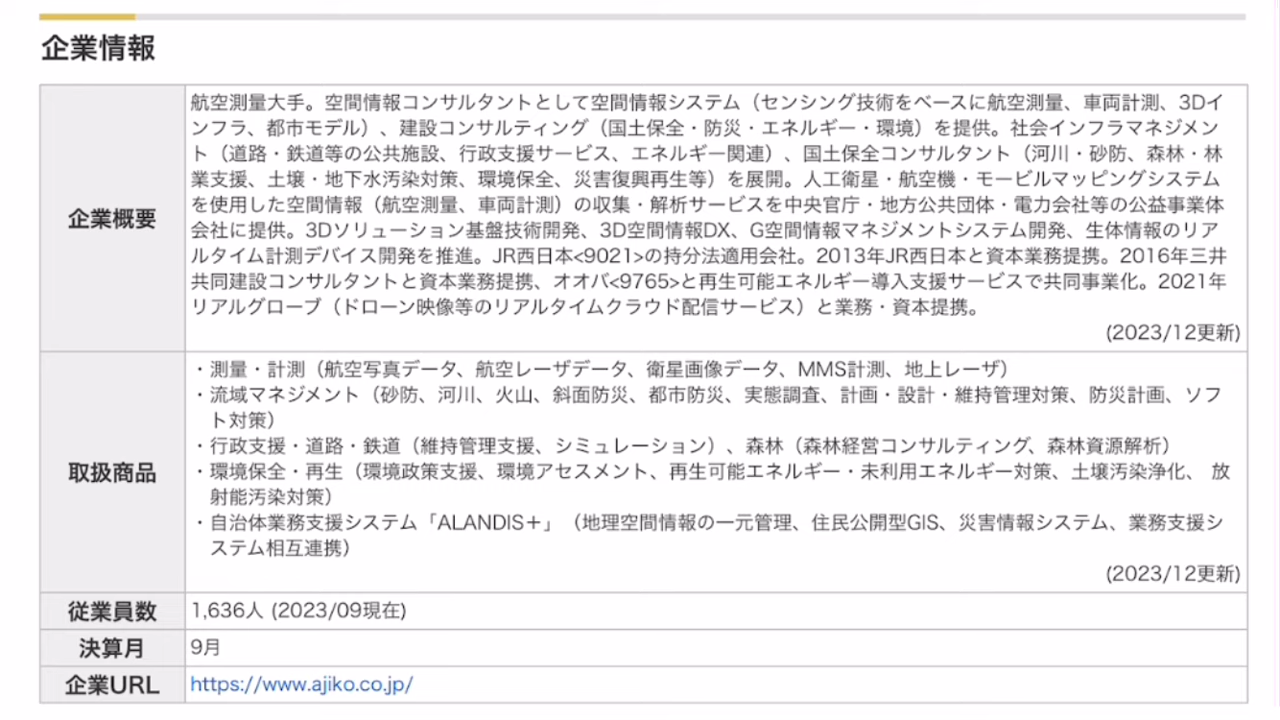 企業情報
企業概要
航空測量大手。空間情報コンサルタントとして空間情報システム（センシング技術をベースに航空測量、車両計測、3Dイ
ンフラ、都市モデル）、建設コンサルティング（国土保全・防災・エネルギー・環境）を提供。社会インフラマネジメン
ト（道路・鉄道等の公共施設、行政支援サービス、エネルギー関連）、国土保全コンサルタント（河川・砂防、森林・林
業支援、土壌・地下水汚染対策、環境保全、災害復興再生等）を展開。人工衛星・航空機・モービルマッピングシステム
を使用した空間情報（航空測量、車両計測）の収集・解析サービスを中央官庁・地方公共団体・電力会社等の公益事業体
会社に提供。3Dソリューション基盤技術開発、3D空間情報DX、G空間情報マネジメントシステム開発、生体情報のリア
ルタイム計測デバイス開発を推進。JR西日本<9021>の持分法適用会社。2013年JR西日本と資本業務提携。2016年三井
共同建設コンサルタントと資本業務提携、オオバ<9765>と再生可能エネルギー導入支援サービスで共同事業化。2021年
リアルグローブ（ドローン映像等のリアルタイムクラウド配信サービス）と業務・資本提携。
(2023/12更新)
取扱商品
・測量・計測（航空写真データ、航空レーザデータ、衛星画像データ、MMS計測、地上レーザ）
・流域マネジメント（砂防、河川、火山、斜面防災、都市防災、実態調査、計画・設計・維持管理対策、防災計画、ソフ
ト対策）
・行政支援・道路・鉄道（維持管理支援、シミュレーション）、森林（森林経営コンサルティング、森林資源解析）
・環境保全・再生（環境政策支援、環境アセスメント、再生可能エネルギー・未利用エネルギー対策、土壌汚染浄化、 放
射能汚染対策）
・自治体業務支援システム「ALANDIS＋」（地理空間情報の一元管理、住民公開型GIS、災害情報システム、業務支援シ
ステム相互連携）
(2023/12更新)
従業員数
1,636人 (2023/09現在)
決算月
9月
企業URL
https://www.ajiko.co.jp/